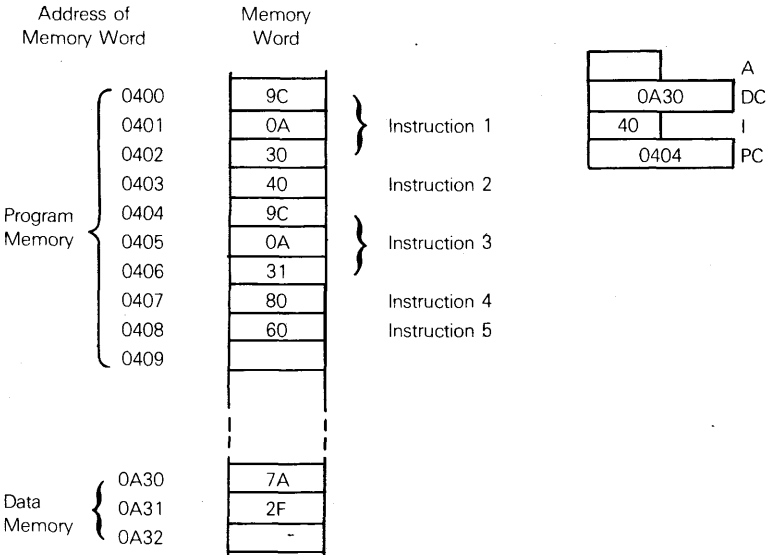 Address of Memory
Memory Word Word
A
0400 9C 0A30 DC
0401 0A Instruction 1 40 I
0402 30 0404 PC
0403 40 Instruction 2
0404 9C
Program
Memory 0405 0A Instruction 3
0406 31
0407 80 Instruction 4
0408 60 Instruction 5
0409
0A30 7A
Data
Memory 0A31 2F
0A32 -